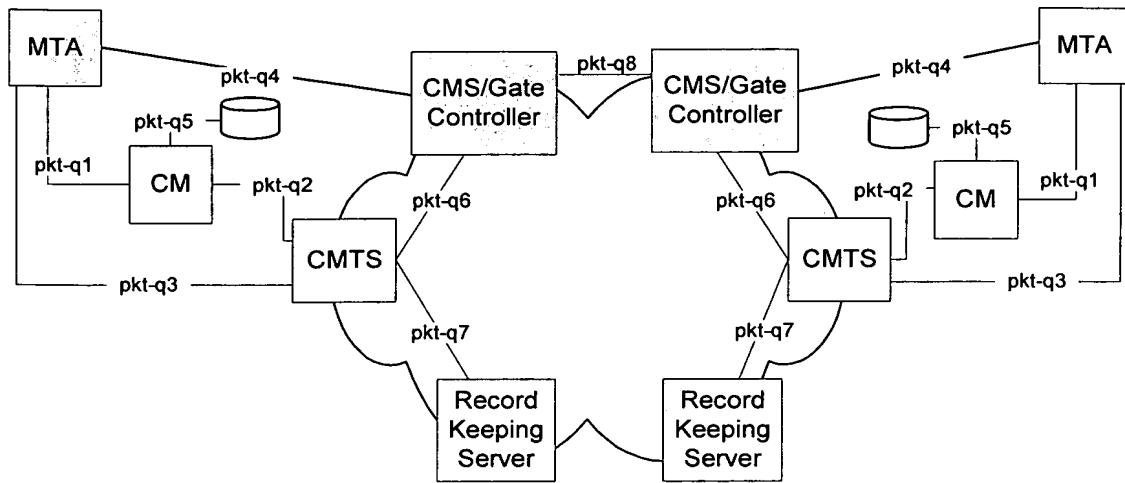 MTA
MTA
pkt-q8
pkt-q4
pkt-q4
CMS/Gate
Controller
CMS/Gate
Controller
pkt-q5
pkt-q5
pkt-q1
pkt-q1
CM
pkt-q2
pkt-q2
CM
pkt-q6
pkt-q6
CMTS
CMTS
pkt-q3
pkt-q3
pkt-q7
pkt-q7
Record
Keeping
Server
Record
Keeping
Server